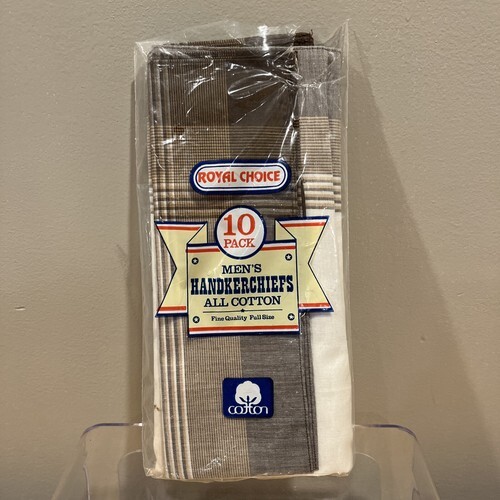 ROYAL CHOICE
10
PACK
MEN'S
HANDKERCHIEFS
ALL COTTON
Fine Quality Full Size
cotton